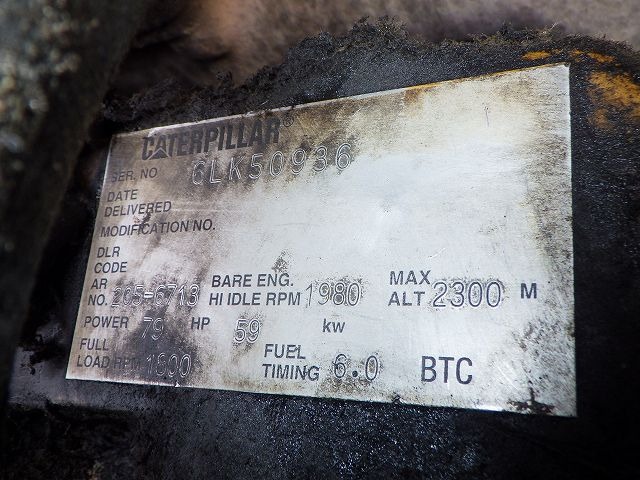 CATERPILLAR®
SER. NO 6LK50936
DATE
DELIVERED
MODIFICATION NO.
DLR
CODE
AR
NO. 205-6713 BARE ENG. HI IDLE RPM 1980 MAX ALT 2300 M
POWER 79 HP 59 kw
FULL
LOAD RPM 1800 FUEL TIMING 6.0 BTC